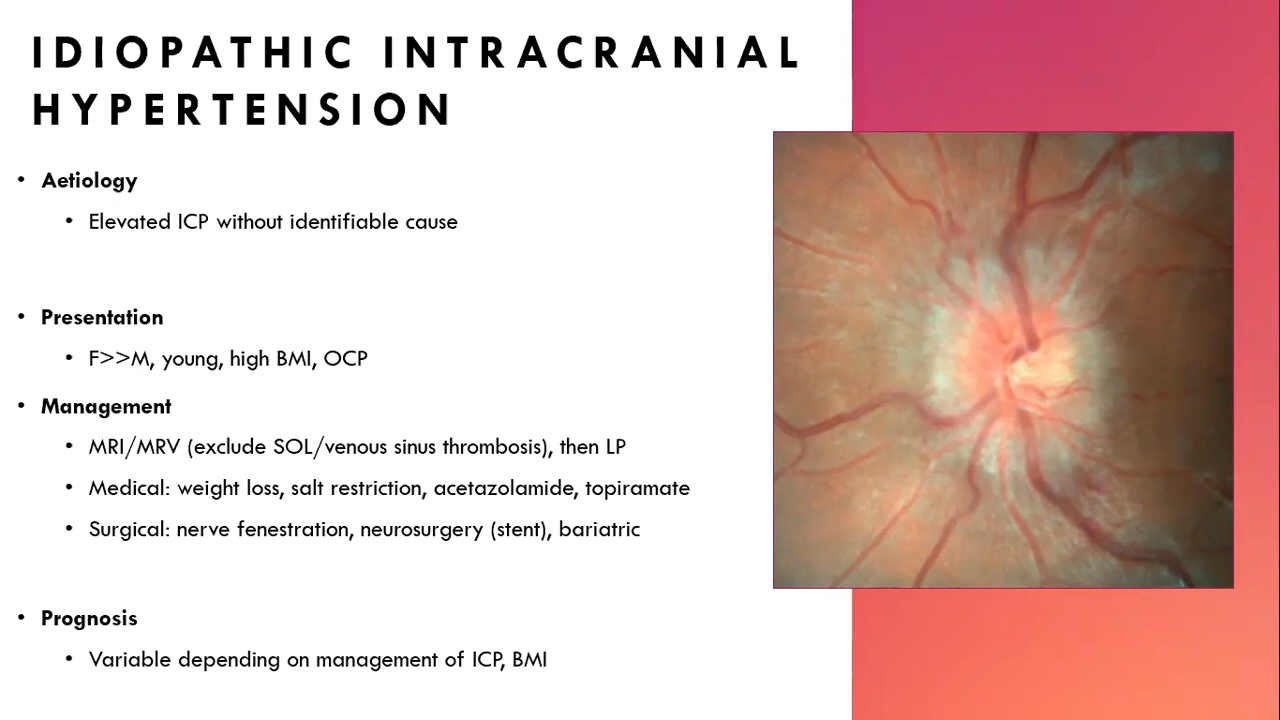 IDIOPATHIC INTRACRANIAL
HYPERTENSION
• Aetiology
• Elevated ICP without identifiable cause
• Presentation
• F>>M, young, high BMI, OCP
• Management
• MRI/MRV (exclude SOL/venous sinus thrombosis), then LP
• Medical: weight loss, salt restriction, acetazolamide, topiramate
• Surgical: nerve fenestration, neurosurgery (stent), bariatric
• Prognosis
• Variable depending on management of ICP, BMI